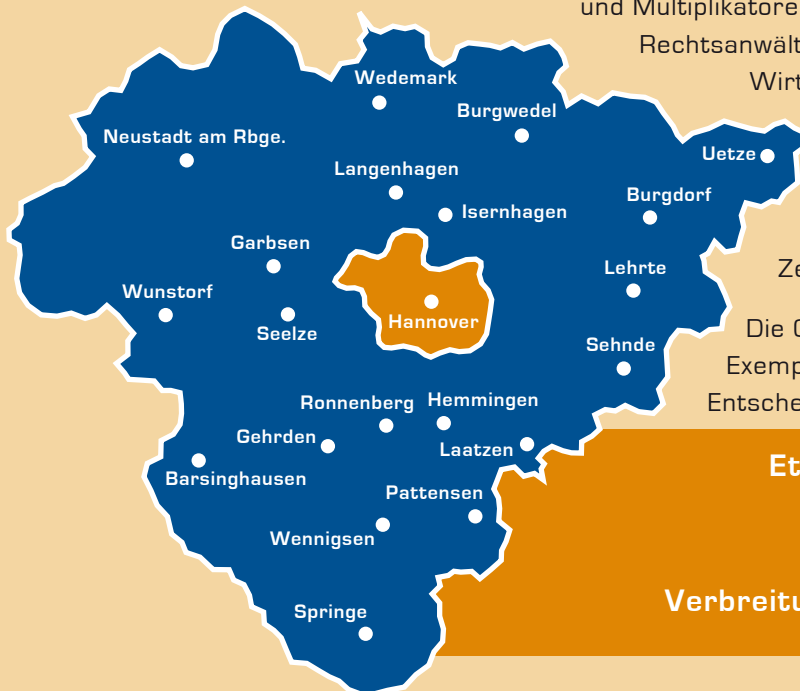 und Multiplikatore
Rechtsanwält
Wirt
Wedemark
Burgwedel
Neustadt am Rbge.
Uetze
Langenhagen
Burgdorf
Isernhagen
Garbsen
Lehrte
Ze
Wunstorf
Hannover
Seelze
Die
Sehnde
Exemp
Ronnenberg
Hemmingen
Entsche
Gehrden
Laatzen
Et
Barsinghausen
Pattensen
Wennigsen
Verbreitu
Springe